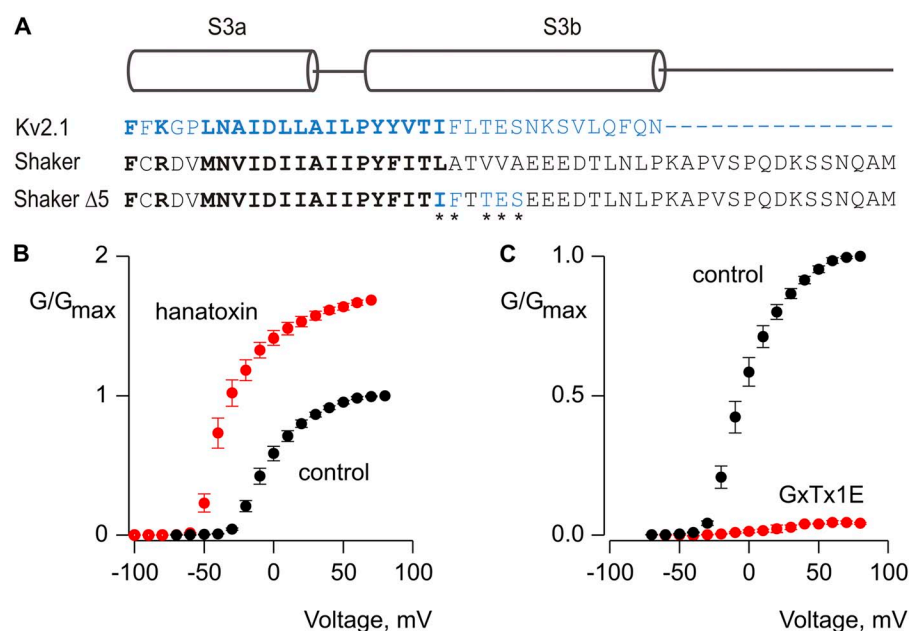 A
S3a S3b
Kv2.1 FFKGPLNAIDLLAILPYYVTIFLTESNKSVLQFQN---------------
Shaker FCRDVMNVIDIIAIIPYFITLATVVAEEEDTLNLPKAPVSPQDKSSNQAM
Shaker Δ5 FCRDVMNVIDIIAIIPYFITIFTTESEEEDTLNLPKAPVSPQDKSSNQAM
** ***
B
G/Gmax
2
1
0
hanatoxin
control
-100 -50 0 50 100
Voltage, mV
C
G/Gmax
1.0
0.5
0.0
control
GxTx1E
-100 -50 0 50 100
Voltage, mV